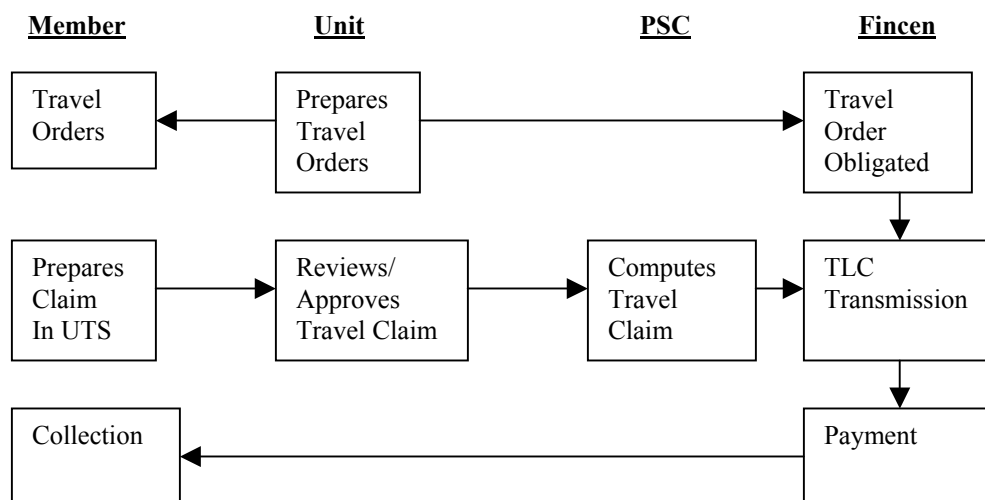 Member Unit PSC Fincen
Travel
Orders
Prepares
Travel
Orders
Travel
Order
Obligated
Prepares
Claim
In UTS
Reviews/
Approves
Travel Claim
Computes
Travel
Claim
TLC
Transmission
Collection
Payment